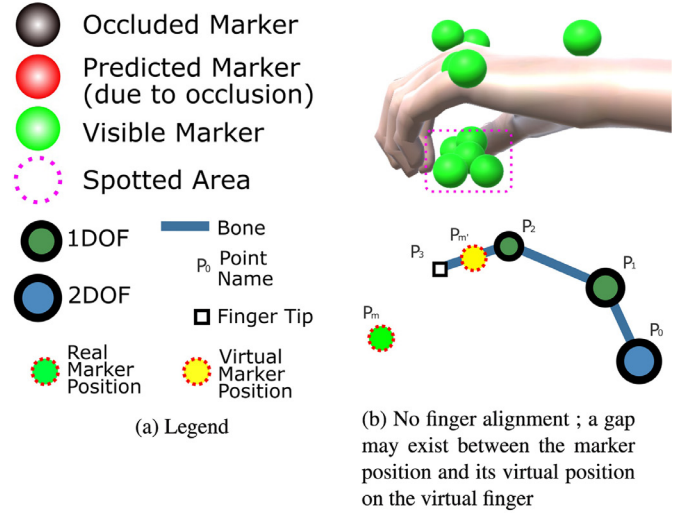 Occluded Marker
Predicted Marker
(due to occlusion)
Visible Marker
Spotted Area
1DOF
2DOF
Bone
P0 Point
Name
Finger Tip
Real
Marker
Position
Virtual
Marker
Position
(a) Legend
P3
Pm'
P2
P1
Pm
P0
(b) No finger alignment ; a gap
may exist between the marker
position and its virtual position
on the virtual finger